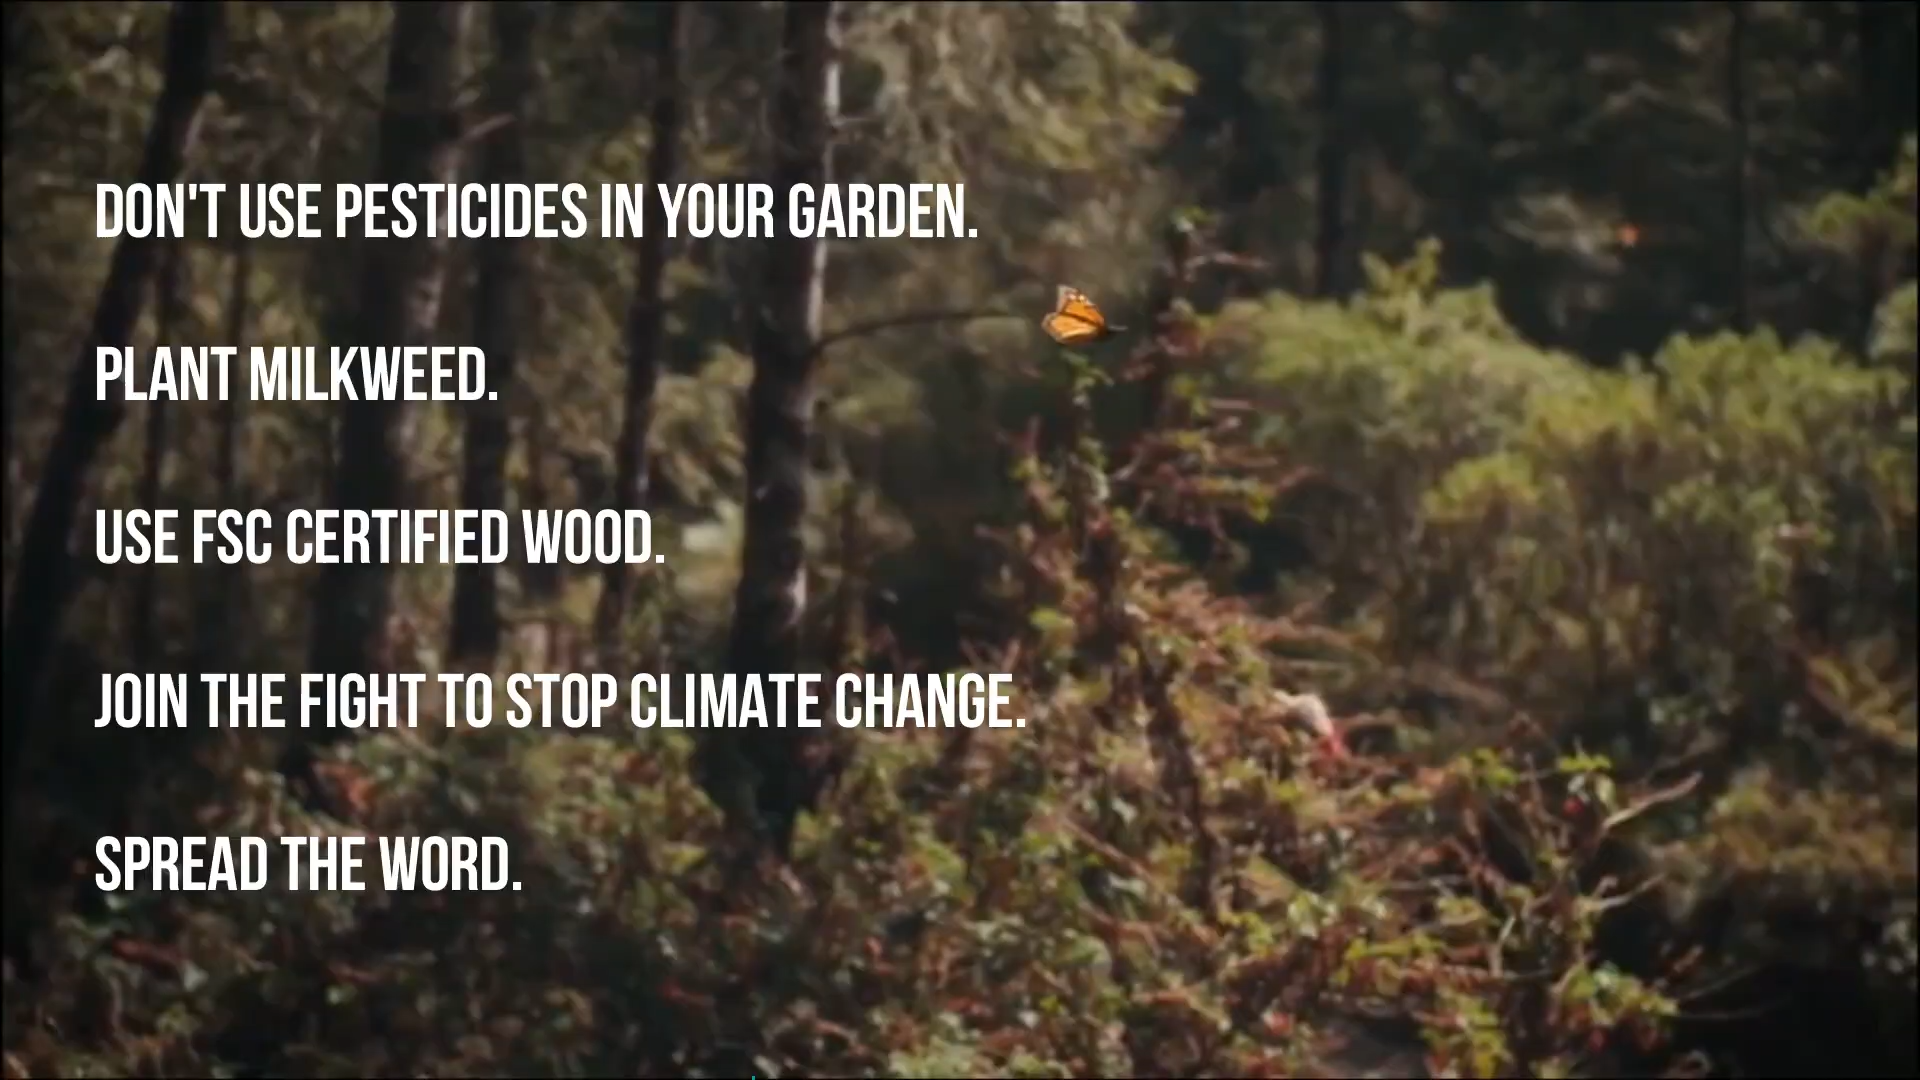 DON'T USE PESTICIDES IN YOUR GARDEN.
PLANT MILKWEED.
USE FSC CERTIFIED WOOD.
JOIN THE FIGHT TO STOP CLIMATE CHANGE.
SPREAD THE WORD.